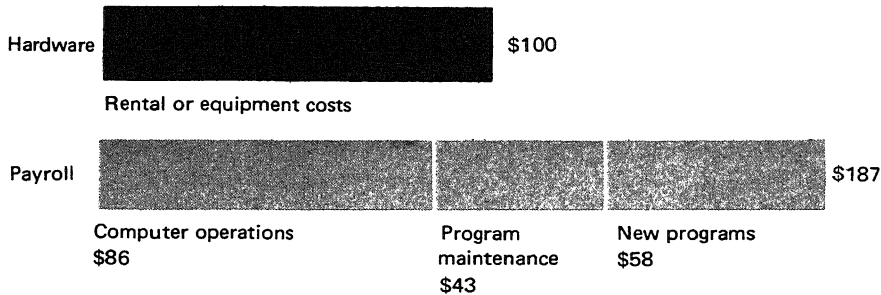 Hardware $100
Rental or equipment costs
Payroll $187
Computer operations
$86
Program
maintenance
$43
New programs
$58